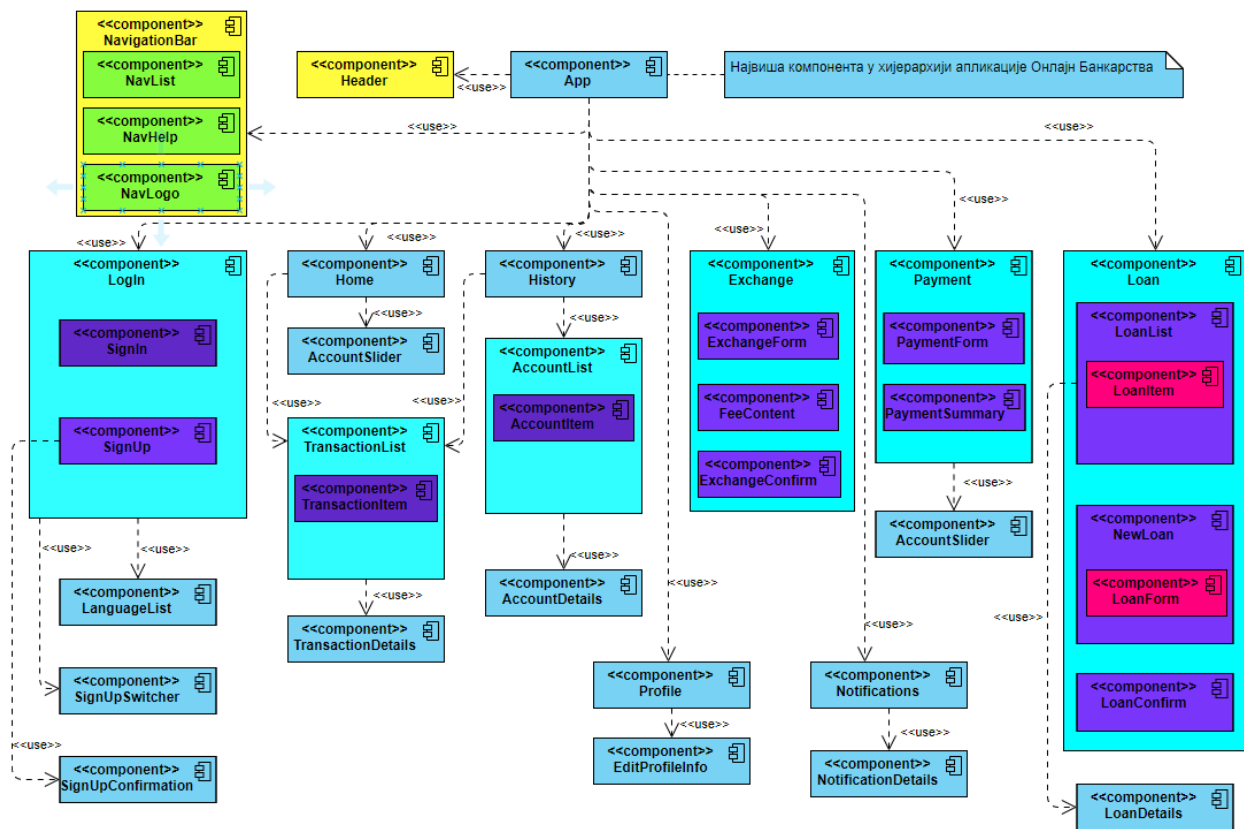 <<component>>
NavigationBar
<<component>>
NavList
<<component>>
NavHelp
<<component>>
NavLogo
<<component>>
Header
<<use>>
<<component>>
App
Највиша компонента у хијерархији апликације Онлајн Банкарства
<<use>>
<<use>>
<<use>>
<<use>>
<<use>>
<<use>>
<<use>>
<<use>>
<<component>>
LogIn
<<component>>
SignIn
<<component>>
SignUp
<<use>>
<<use>>
<<component>>
LanguageList
<<component>>
SignUpSwitcher
<<use>>
<<component>>
SignUpConfirmation
<<component>>
Home
<<use>>
<<component>>
AccountSlider
<<use>>
<<component>>
TransactionList
<<component>>
TransactionItem
<<use>>
<<component>>
TransactionDetails
<<component>>
History
<<use>>
<<use>>
<<component>>
AccountList
<<component>>
AccountItem
<<use>>
<<component>>
AccountDetails
<<component>>
Exchange
<<component>>
ExchangeForm
<<component>>
FeeContent
<<component>>
ExchangeConfirm
<<use>>
<<component>>
Profile
<<use>>
<<component>>
EditProfileInfo
<<component>>
Payment
<<component>>
PaymentForm
<<component>>
PaymentSummary
<<use>>
<<component>>
AccountSlider
<<use>>
<<component>>
Notifications
<<use>>
<<component>>
NotificationDetails
<<component>>
Loan
<<component>>
LoanList
<<component>>
LoanItem
<<component>>
NewLoan
<<component>>
LoanForm
<<component>>
LoanConfirm
<<use>>
<<component>>
LoanDetails